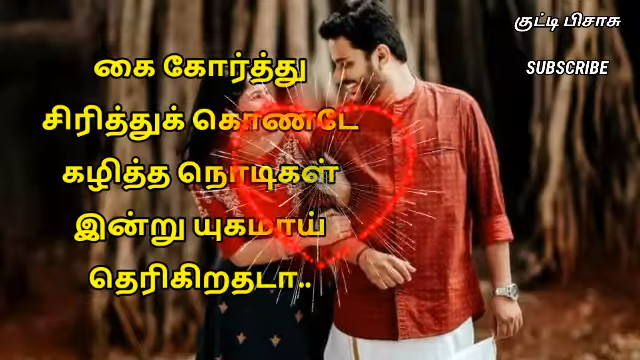 குட்டி பிசாசு
SUBSCRIBE
கை கோர்த்து
சிரித்துக் கொண்டே
கழித்த நொடிகள்
இன்று யுகமாய்
தெரிகிறதடா..